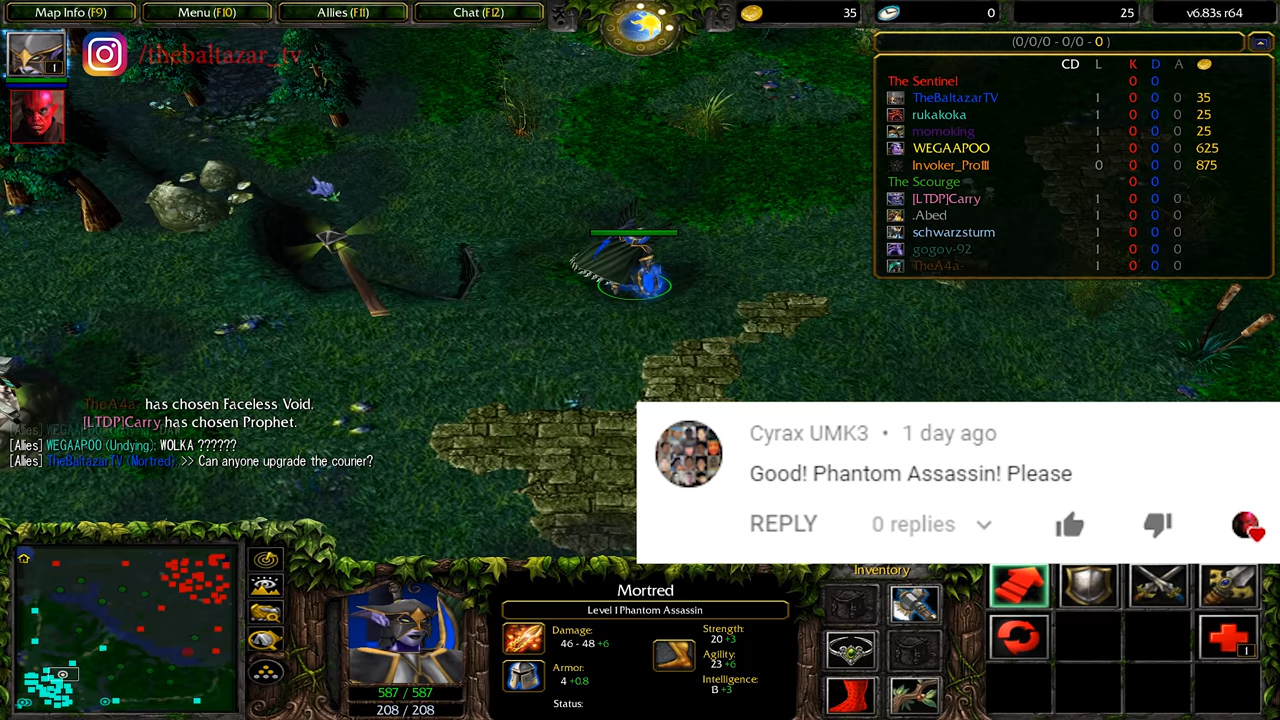 Map Info (F9)
Menu (F10)
Allies (F11)
Chat (F12)
35
0
25
v6.83s r64
/thebaltazar_tv
(0/0/0 - 0/0 - 0 )
CD L K D A
The Sentinel 0 0
TheBaltazarTV 1 0 0 0 35
rukakoka 1 0 0 0 25
momoking 1 0 0 0 25
WEGAAPOO 1 0 0 0 625
Invoker_ProIII 0 0 0 0 875
The Scourge 0 0
[LTDP]Carry 1 0 0 0
.Abed 1 0 0 0
schwarzsturm 1 0 0 0
gogov-92 1 0 0 0
TheA4a- 1 0 0 0
TheA4a- has chosen Faceless Void.
[LTDP]Carry has chosen Prophet.
[Allies] WEGAAPOO (Undying): WOLKA ??????
[Allies] TheBaltazarTV (Mortred): >> Can anyone upgrade the courier?
Cyrax UMK3 • 1 day ago
Good! Phantom Assassin! Please
REPLY 0 replies
Mortred
Level 1 Phantom Assassin
Damage:
46 - 48 +6
Armor:
4 +0.8
Strength:
20 +3
Agility:
23 +6
Intelligence:
13 +3
Status:
587 / 587
208 / 208
Inventory
1
1